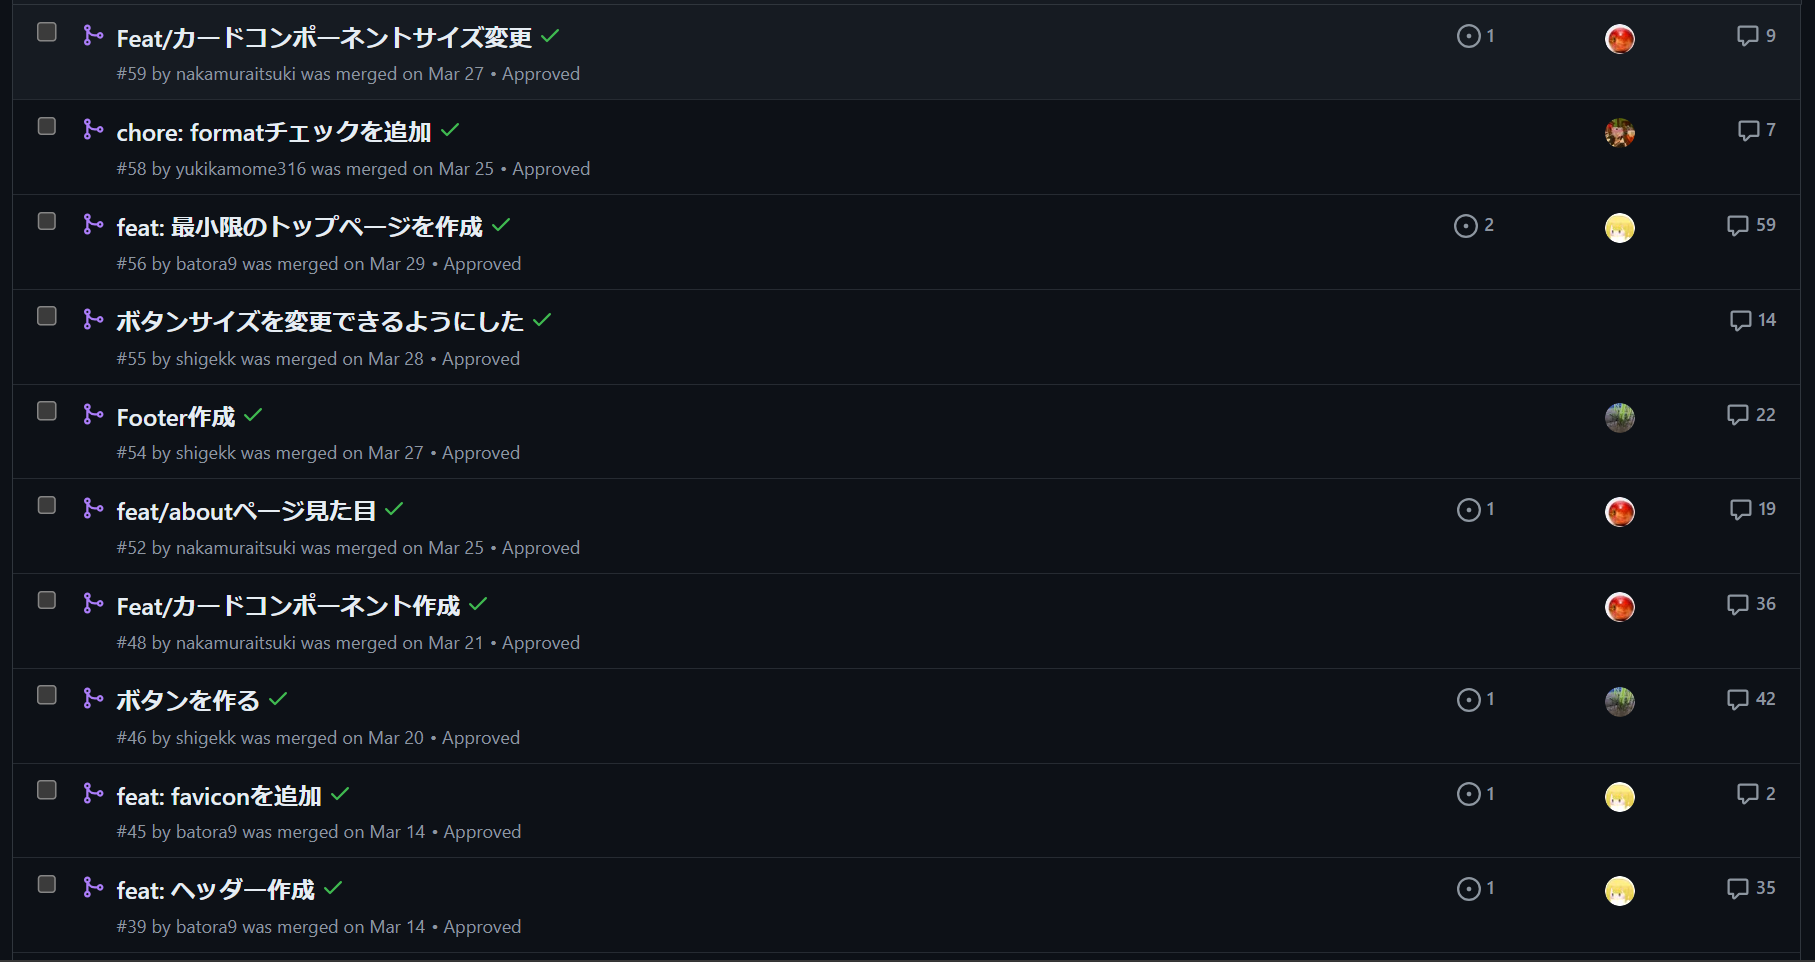 Feat/カードコンポーネントサイズ変更 1 9
#59 by nakamuraitsuki was merged on Mar 27 • Approved
chore: formatチェックを追加 7
#58 by yukikamome316 was merged on Mar 25 • Approved
feat: 最小限のトップページを作成 2 59
#56 by batora9 was merged on Mar 29 • Approved
ボタンサイズを変更できるようにした 14
#55 by shigekk was merged on Mar 28 • Approved
Footer作成 22
#54 by shigekk was merged on Mar 27 • Approved
feat/aboutページ見た目 1 19
#52 by nakamuraitsuki was merged on Mar 25 • Approved
Feat/カードコンポーネント作成 36
#48 by nakamuraitsuki was merged on Mar 21 • Approved
ボタンを作る 1 42
#46 by shigekk was merged on Mar 20 • Approved
feat: faviconを追加 1 2
#45 by batora9 was merged on Mar 14 • Approved
feat: ヘッダー作成 1 35
#39 by batora9 was merged on Mar 14 • Approved